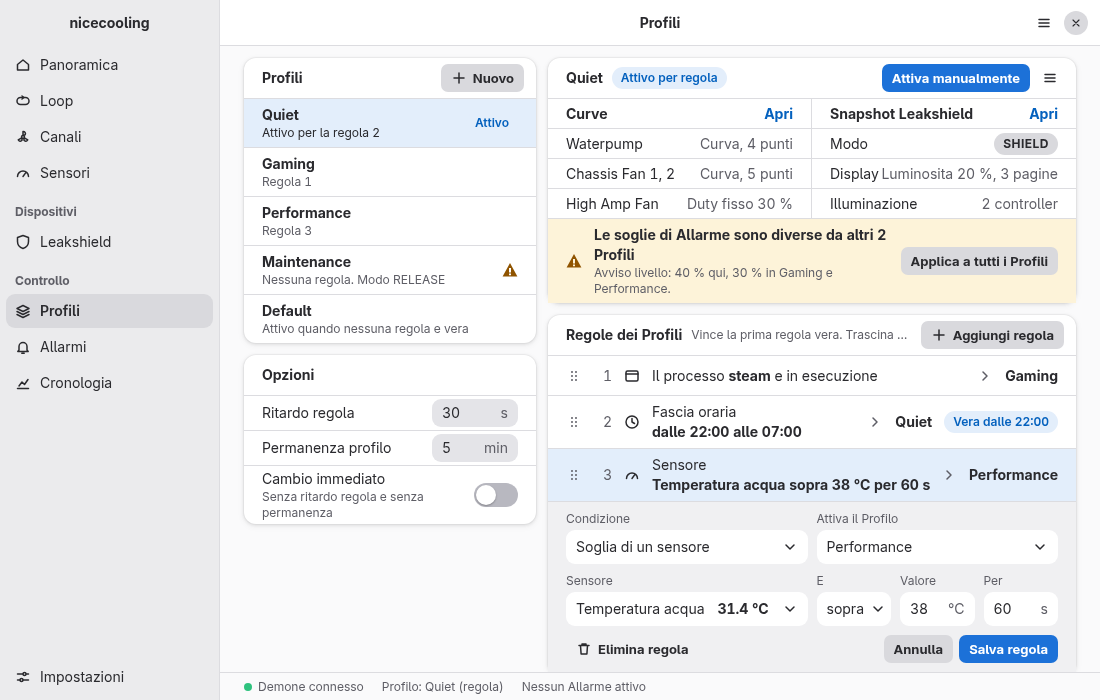 nicecooling
Profili
Panoramica
Loop
Canali
Sensori
Dispositivi
Leakshield
Controllo
Profili
Allarmi
Cronologia
Impostazioni
Profili
Nuovo
Quiet
Attivo per la regola 2
Attivo
Gaming
Regola 1
Performance
Regola 3
Maintenance
Nessuna regola. Modo RELEASE
Default
Attivo quando nessuna regola e vera
Opzioni
Ritardo regola 30 s
Permanenza profilo 5 min
Cambio immediato
Senza ritardo regola e senza
permanenza
Quiet Attivo per regola Attiva manualmente
Curve Apri
Waterpump Curva, 4 punti
Chassis Fan 1, 2 Curva, 5 punti
High Amp Fan Duty fisso 30 %
Snapshot Leakshield Apri
Modo SHIELD
Display Luminosita 20 %, 3 pagine
Illuminazione 2 controller
Le soglie di Allarme sono diverse da altri 2
Profili
Avviso livello: 40 % qui, 30 % in Gaming e
Performance.
Applica a tutti i Profili
Regole dei Profili Vince la prima regola vera. Trascina ... Aggiungi regola
1 Il processo steam e in esecuzione Gaming
2 Fascia oraria
dalle 22:00 alle 07:00 Quiet Vera dalle 22:00
3 Sensore
Temperatura acqua sopra 38 °C per 60 s Performance
Condizione Attiva il Profilo
Soglia di un sensore Performance
Sensore E Valore Per
Temperatura acqua 31.4 °C sopra 38 °C 60 s
Elimina regola Annulla Salva regola
Demone connesso Profilo: Quiet (regola) Nessun Allarme attivo